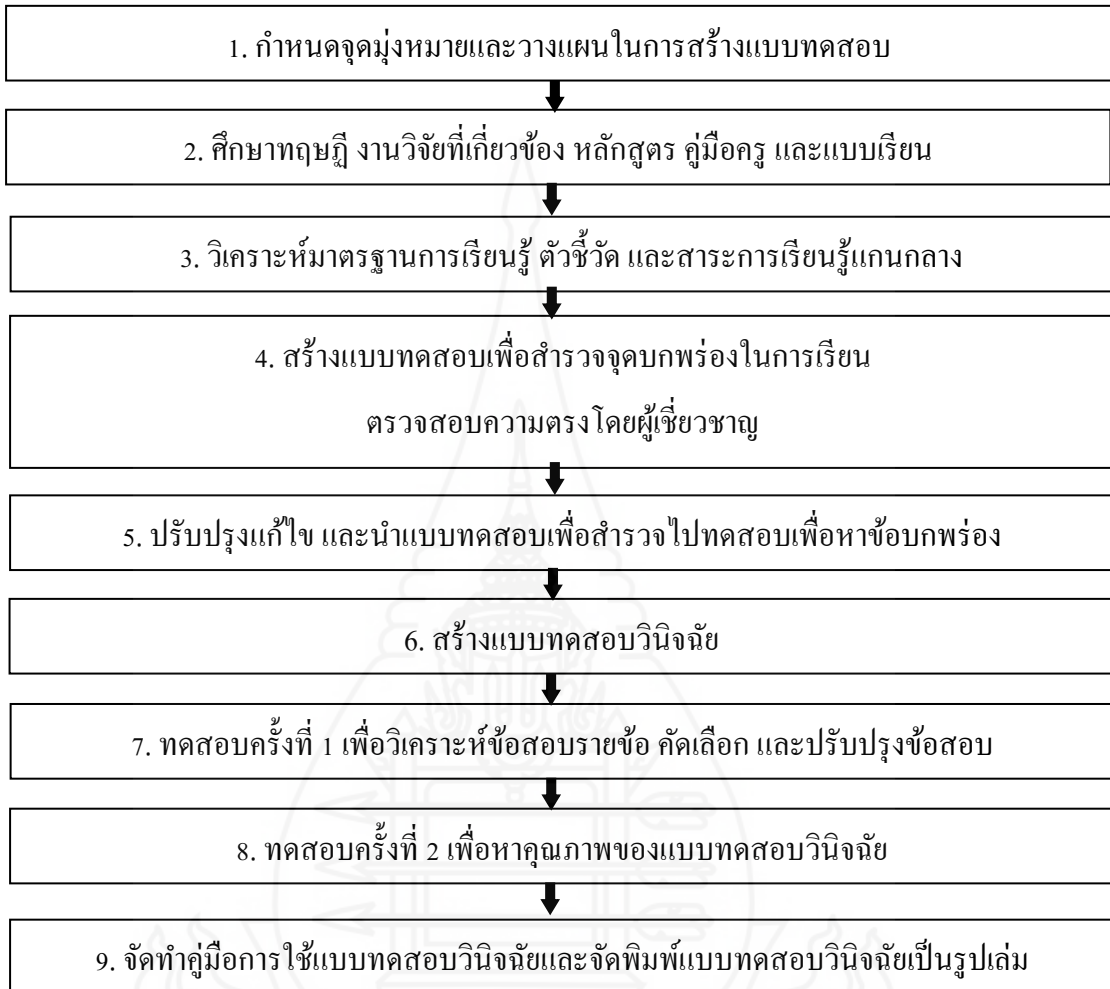 1. กำหนดจุดมุ่งหมายและวางแผนในการสร้างแบบทดสอบ
2. ศึกษาทฤษฎี งานวิจัยที่เกี่ยวข้อง หลักสูตร คู่มือครู และแบบเรียน
3. วิเคราะห์มาตรฐานการเรียนรู้ ตัวชี้วัด และสาระการเรียนรู้แกนกลาง
4. สร้างแบบทดสอบเพื่อสำรวจจุดบกพร่องในการเรียน
ตรวจสอบความตรงโดยผู้เชี่ยวชาญ
5. ปรับปรุงแก้ไข และนำแบบทดสอบเพื่อสำรวจไปทดสอบเพื่อหาข้อบกพร่อง
6. สร้างแบบทดสอบวินิจฉัย
7. ทดสอบครั้งที่ 1 เพื่อวิเคราะห์ข้อสอบรายข้อ คัดเลือก และปรับปรุงข้อสอบ
8. ทดสอบครั้งที่ 2 เพื่อหาคุณภาพของแบบทดสอบวินิจฉัย
9. จัดทำคู่มือการใช้แบบทดสอบวินิจฉัยและจัดพิมพ์แบบทดสอบวินิจฉัยเป็นรูปเล่ม